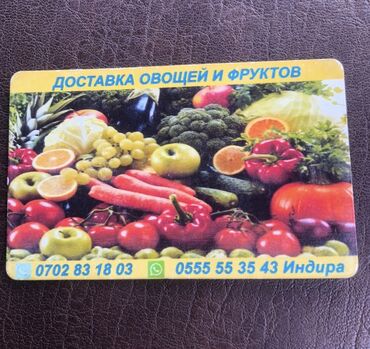 ДОСТАВКА ОВОЩЕЙ И ФРУКТОВ
0702 83 18 03 0555 55 35 43 Индира